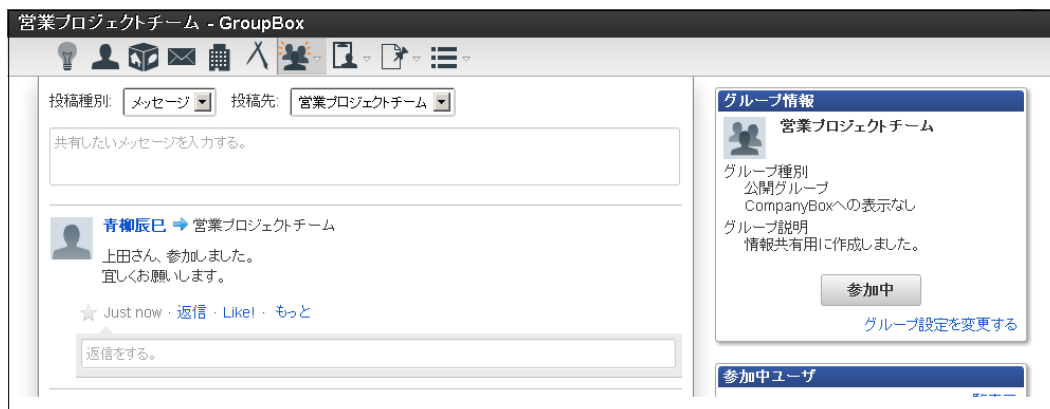 営業プロジェクトチーム - GroupBox
投稿種別: メッセージ 投稿先: 営業プロジェクトチーム
共有したいメッセージを入力する。
青柳辰巳 営業プロジェクトチーム
上田さん、参加しました。
宜しくお願いします。
Just now · 返信 · Like! · もっと
返信をする。
グループ情報
営業プロジェクトチーム
グループ種別
公開グループ
CompanyBoxへの表示なし
グループ説明
情報共有用に作成しました。
参加中
グループ設定を変更する
参加中ユーザ